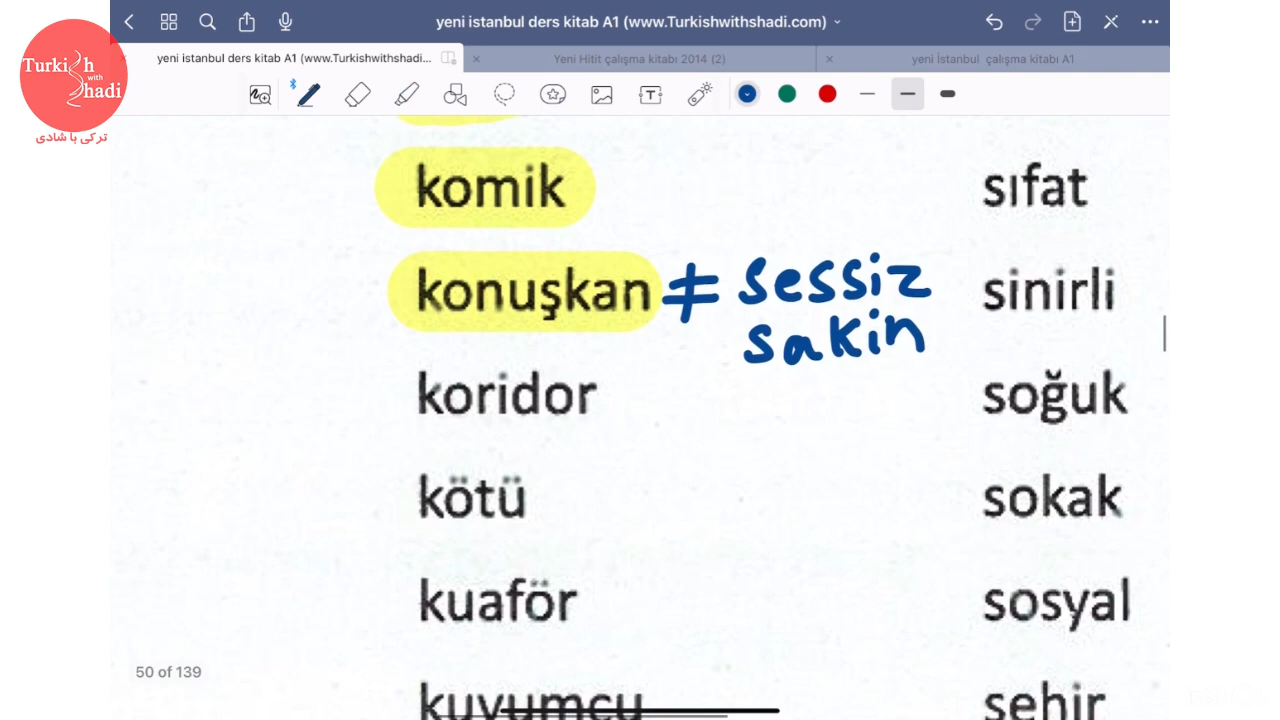 yeni istanbul ders kitab A1 (www.Turkishwithshadi.com)
yeni istanbul ders kitab A1 (www.Turkishwithshadi...
Yeni Hitit çalışma kitabı 2014 (2)
yeni İstanbul çalışma kitabı A1
Turkish
with
Shadi
ترکی با شادی
komik
konuşkan ≠ sessiz
sakin
koridor
kötü
kuaför
kuyumcu
sıfat
sinirli
soğuk
sokak
sosyal
şehir
50 of 139